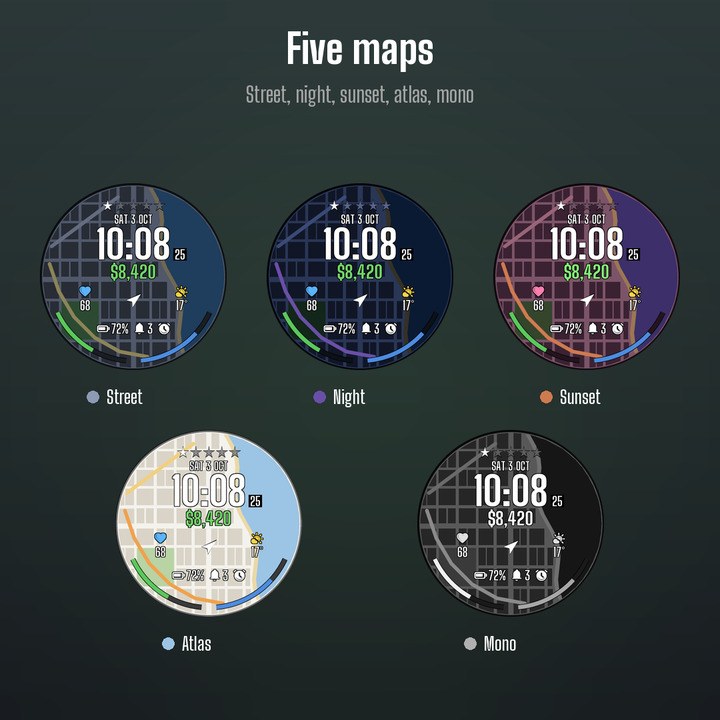 Five maps
Street, night, sunset, atlas, mono
SAT 3 OCT
10:08 25
$8,420
68 17°
72% 3
SAT 3 OCT
10:08 25
$8,420
68 17°
72% 3
SAT 3 OCT
10:08 25
$8,420
68 17°
72% 3
Street
Night
Sunset
SAT 3 OCT
10:08 25
$8,420
68 17°
72% 3
SAT 3 OCT
10:08 25
$8,420
68 17°
72% 3
Atlas
Mono